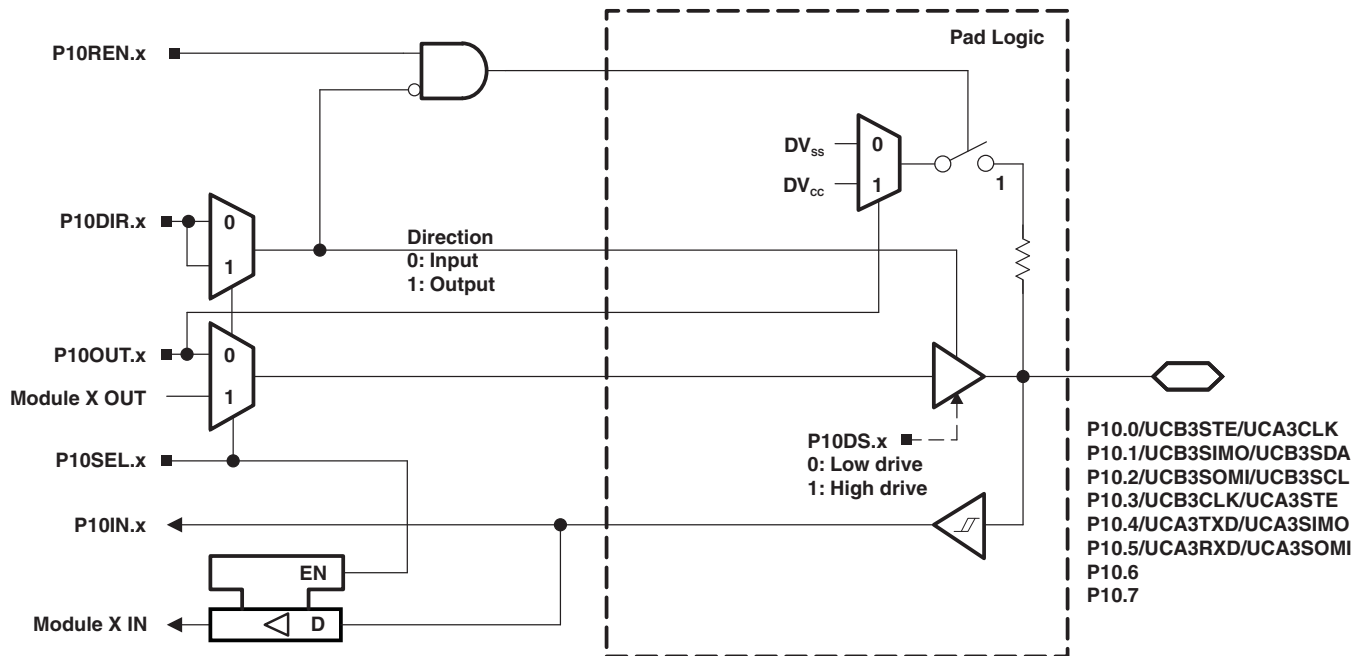 Pad Logic
P10REN.x
DVss
0
DVcc
1
1
P10DIR.x
0
1
Direction
0: Input
1: Output
P10OUT.x
0
Module X OUT
1
P10DS.x
0: Low drive
1: High drive
P10SEL.x
P10IN.x
EN
Module X IN
D
P10.0/UCB3STE/UCA3CLK
P10.1/UCB3SIMO/UCB3SDA
P10.2/UCB3SOMI/UCB3SCL
P10.3/UCB3CLK/UCA3STE
P10.4/UCA3TXD/UCA3SIMO
P10.5/UCA3RXD/UCA3SOMI
P10.6
P10.7